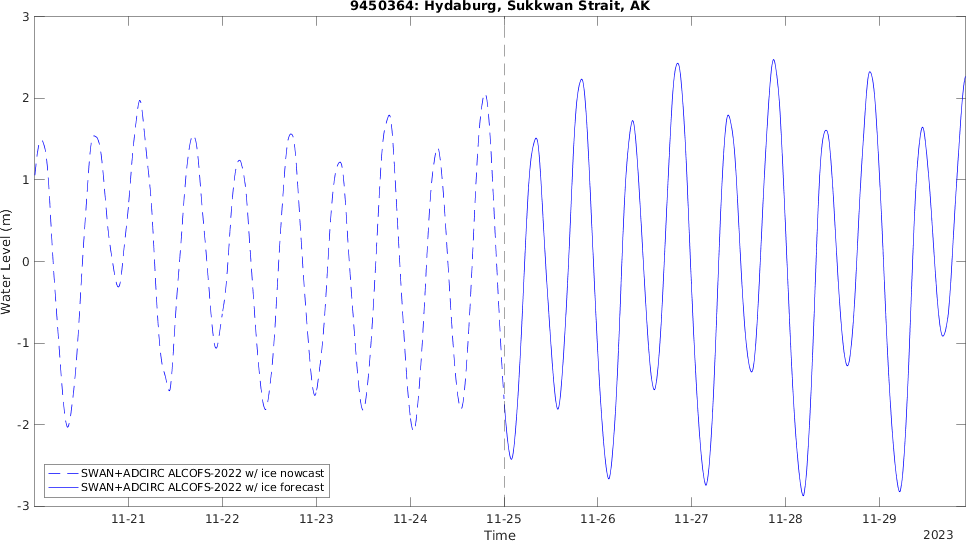 9450364: Hydaburg, Sukkwan Strait, AK
3
2
1
0
-1
-2
-3
Water Level (m)
SWAN+ADCIRC ALCOFS-2022 w/ ice nowcast
SWAN+ADCIRC ALCOFS-2022 w/ ice forecast
11-21 11-22 11-23 11-24 11-25 11-26 11-27 11-28 11-29
Time
2023